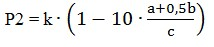 P2 = k · (1 − 10 · (a+0,5b)/c)